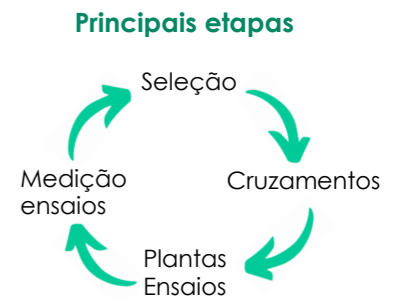 Principais etapas
Seleção
Cruzamentos
Plantas
Ensaios
Medição
ensaios